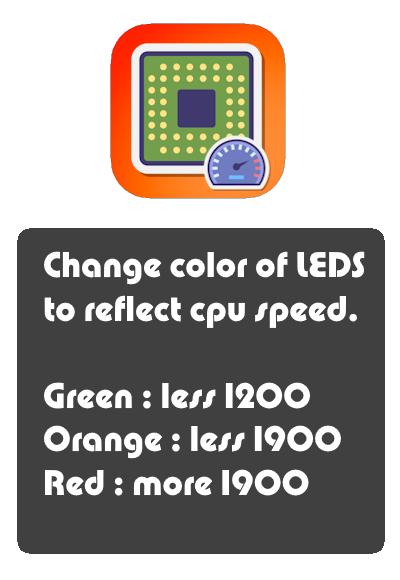 Change color of LEDS
to reflect cpu speed.
Green : less 1200
Orange : less 1900
Red : more 1900